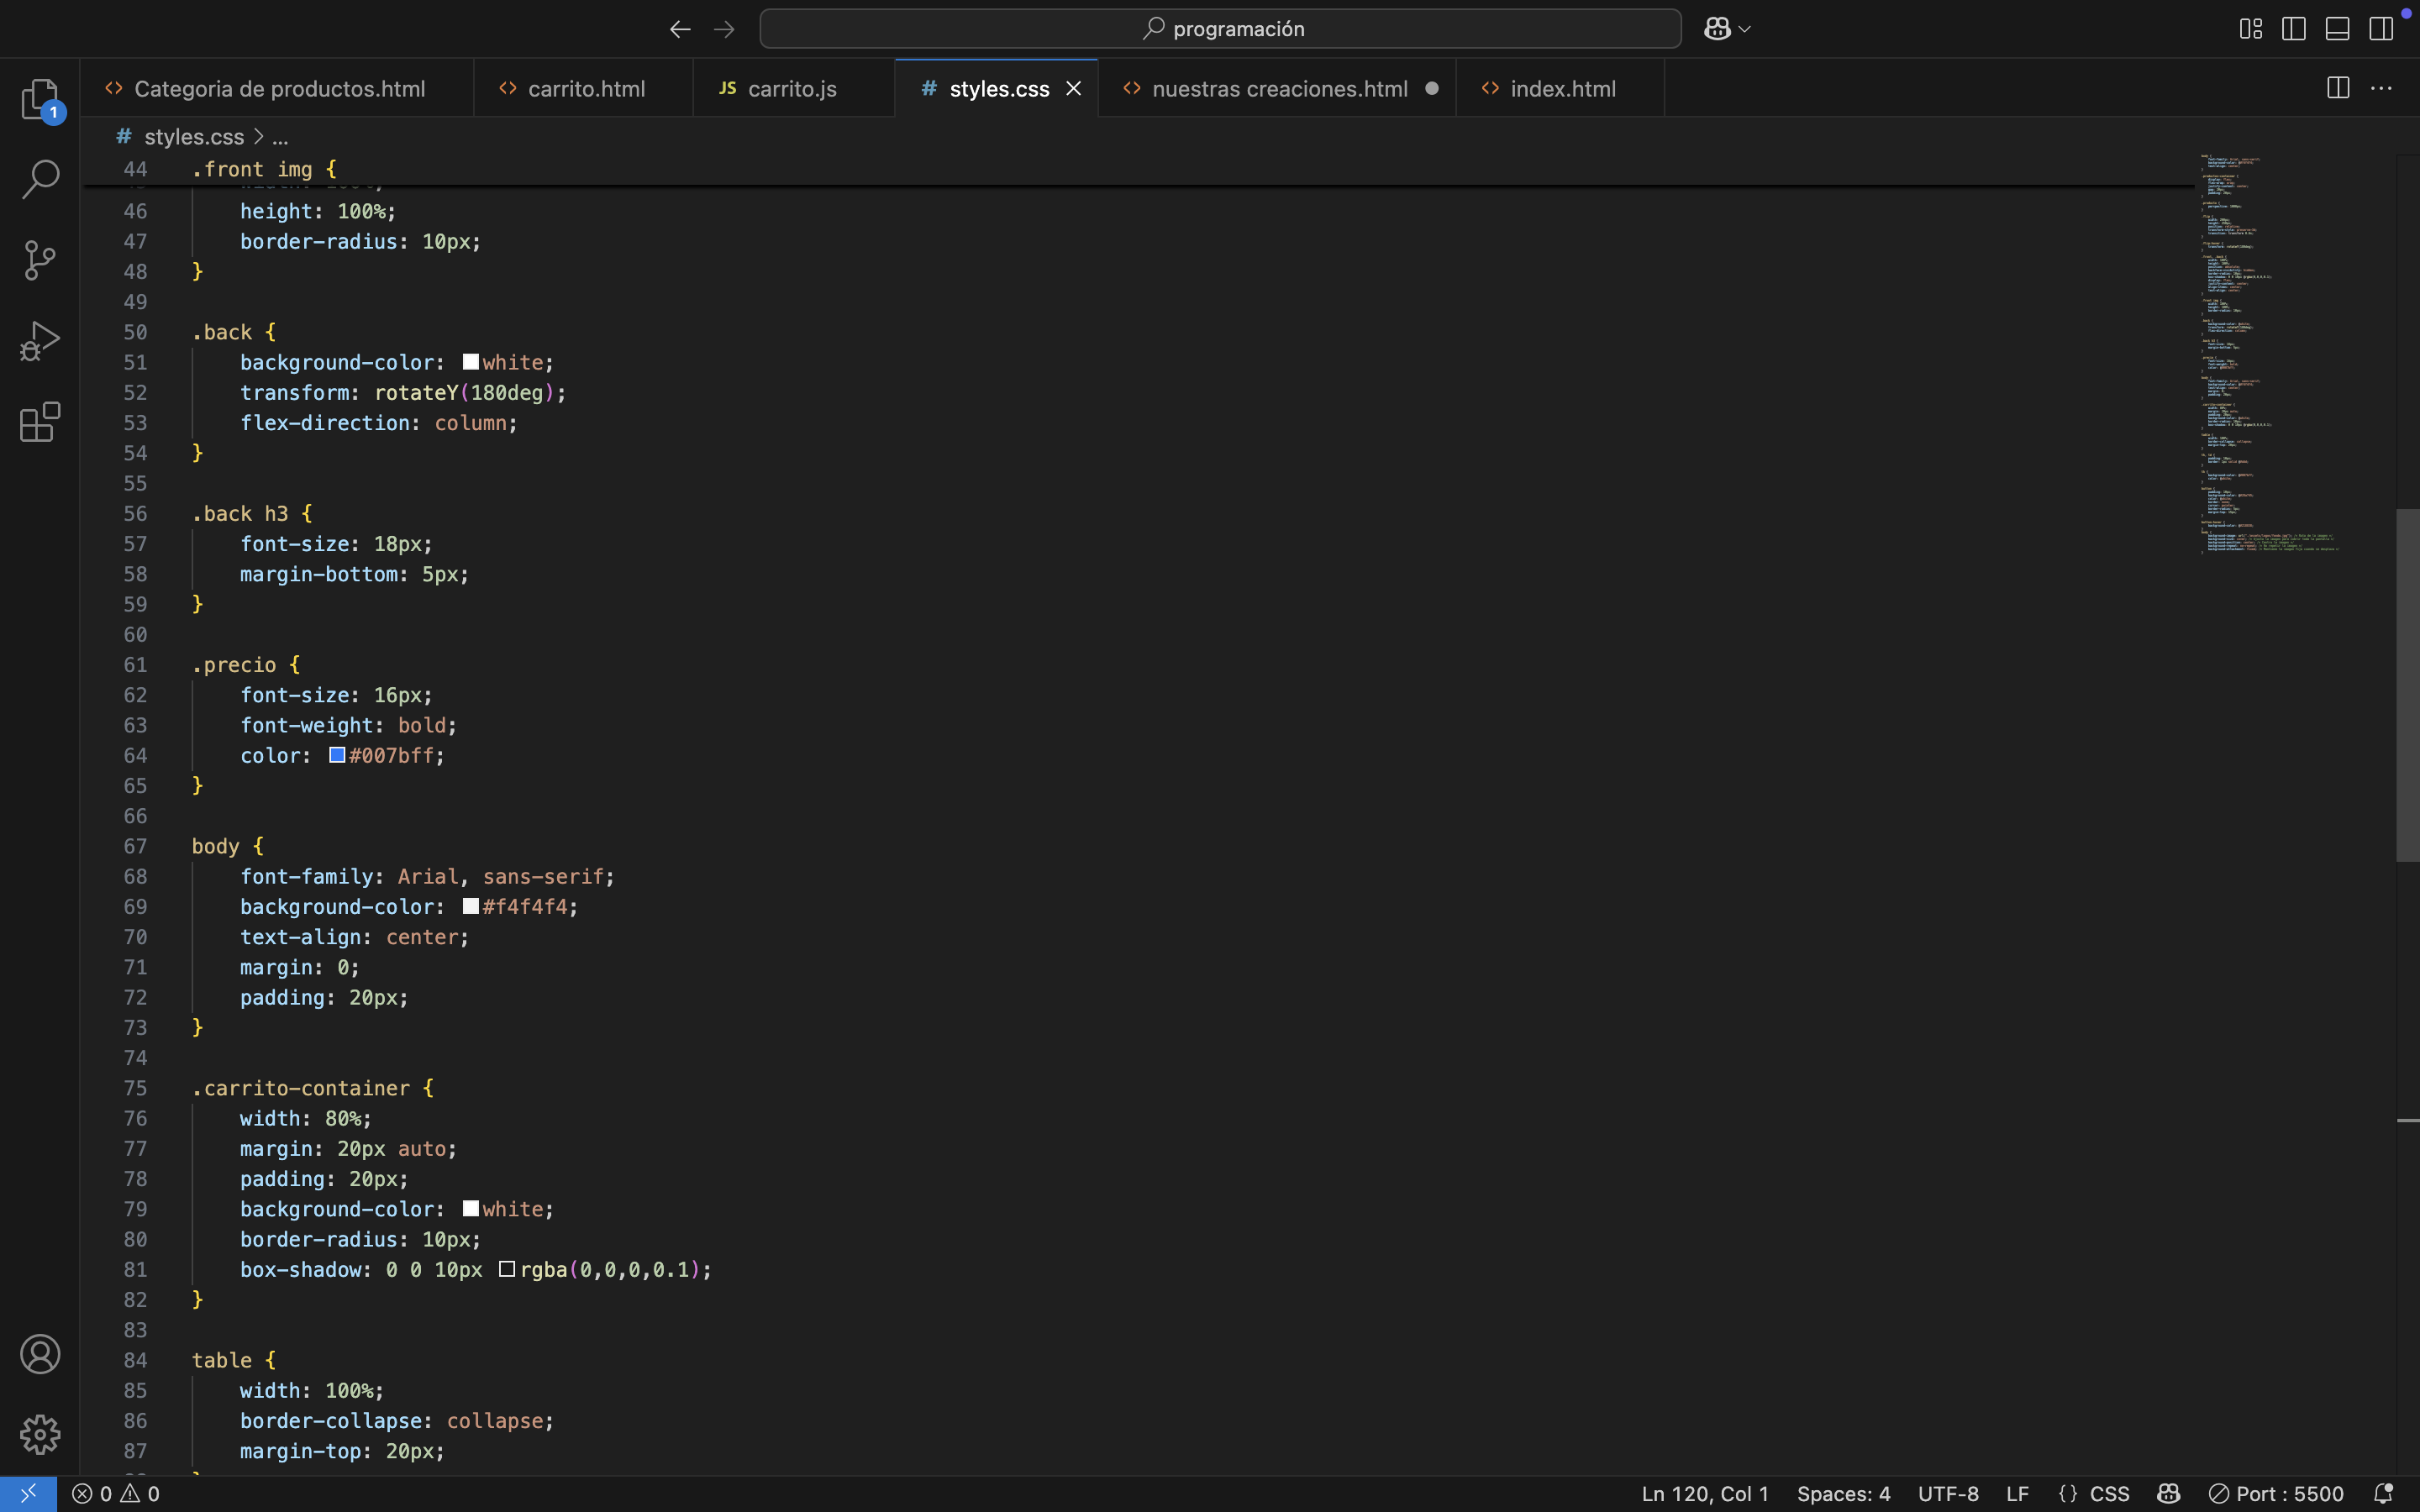 programación
Categoria de productos.html
carrito.html
JS carrito.js
# styles.css
nuestras creaciones.html
index.html
1
# styles.css > ...
44 .front img {
46 height: 100%;
47 border-radius: 10px;
48 }
49
50 .back {
51 background-color: white;
52 transform: rotateY(180deg);
53 flex-direction: column;
54 }
55
56 .back h3 {
57 font-size: 18px;
58 margin-bottom: 5px;
59 }
60
61 .precio {
62 font-size: 16px;
63 font-weight: bold;
64 color: #007bff;
65 }
66
67 body {
68 font-family: Arial, sans-serif;
69 background-color: #f4f4f4;
70 text-align: center;
71 margin: 0;
72 padding: 20px;
73 }
74
75 .carrito-container {
76 width: 80%;
77 margin: 20px auto;
78 padding: 20px;
79 background-color: white;
80 border-radius: 10px;
81 box-shadow: 0 0 10px rgba(0,0,0,0.1);
82 }
83
84 table {
85 width: 100%;
86 border-collapse: collapse;
87 margin-top: 20px;
0 0
Ln 120, Col 1
Spaces: 4
UTF-8
LF
{} CSS
Port : 5500